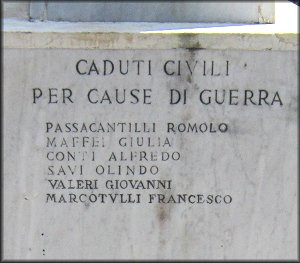 CADUTI CIVILI
PER CAUSE DI GUERRA
PASSACANTILLI ROMOLO
MAFFEI GIULIA
CONTI ALFREDO
SAVI OLINDO
VALERI GIOVANNI
MARCOTVLLI FRANCESCO